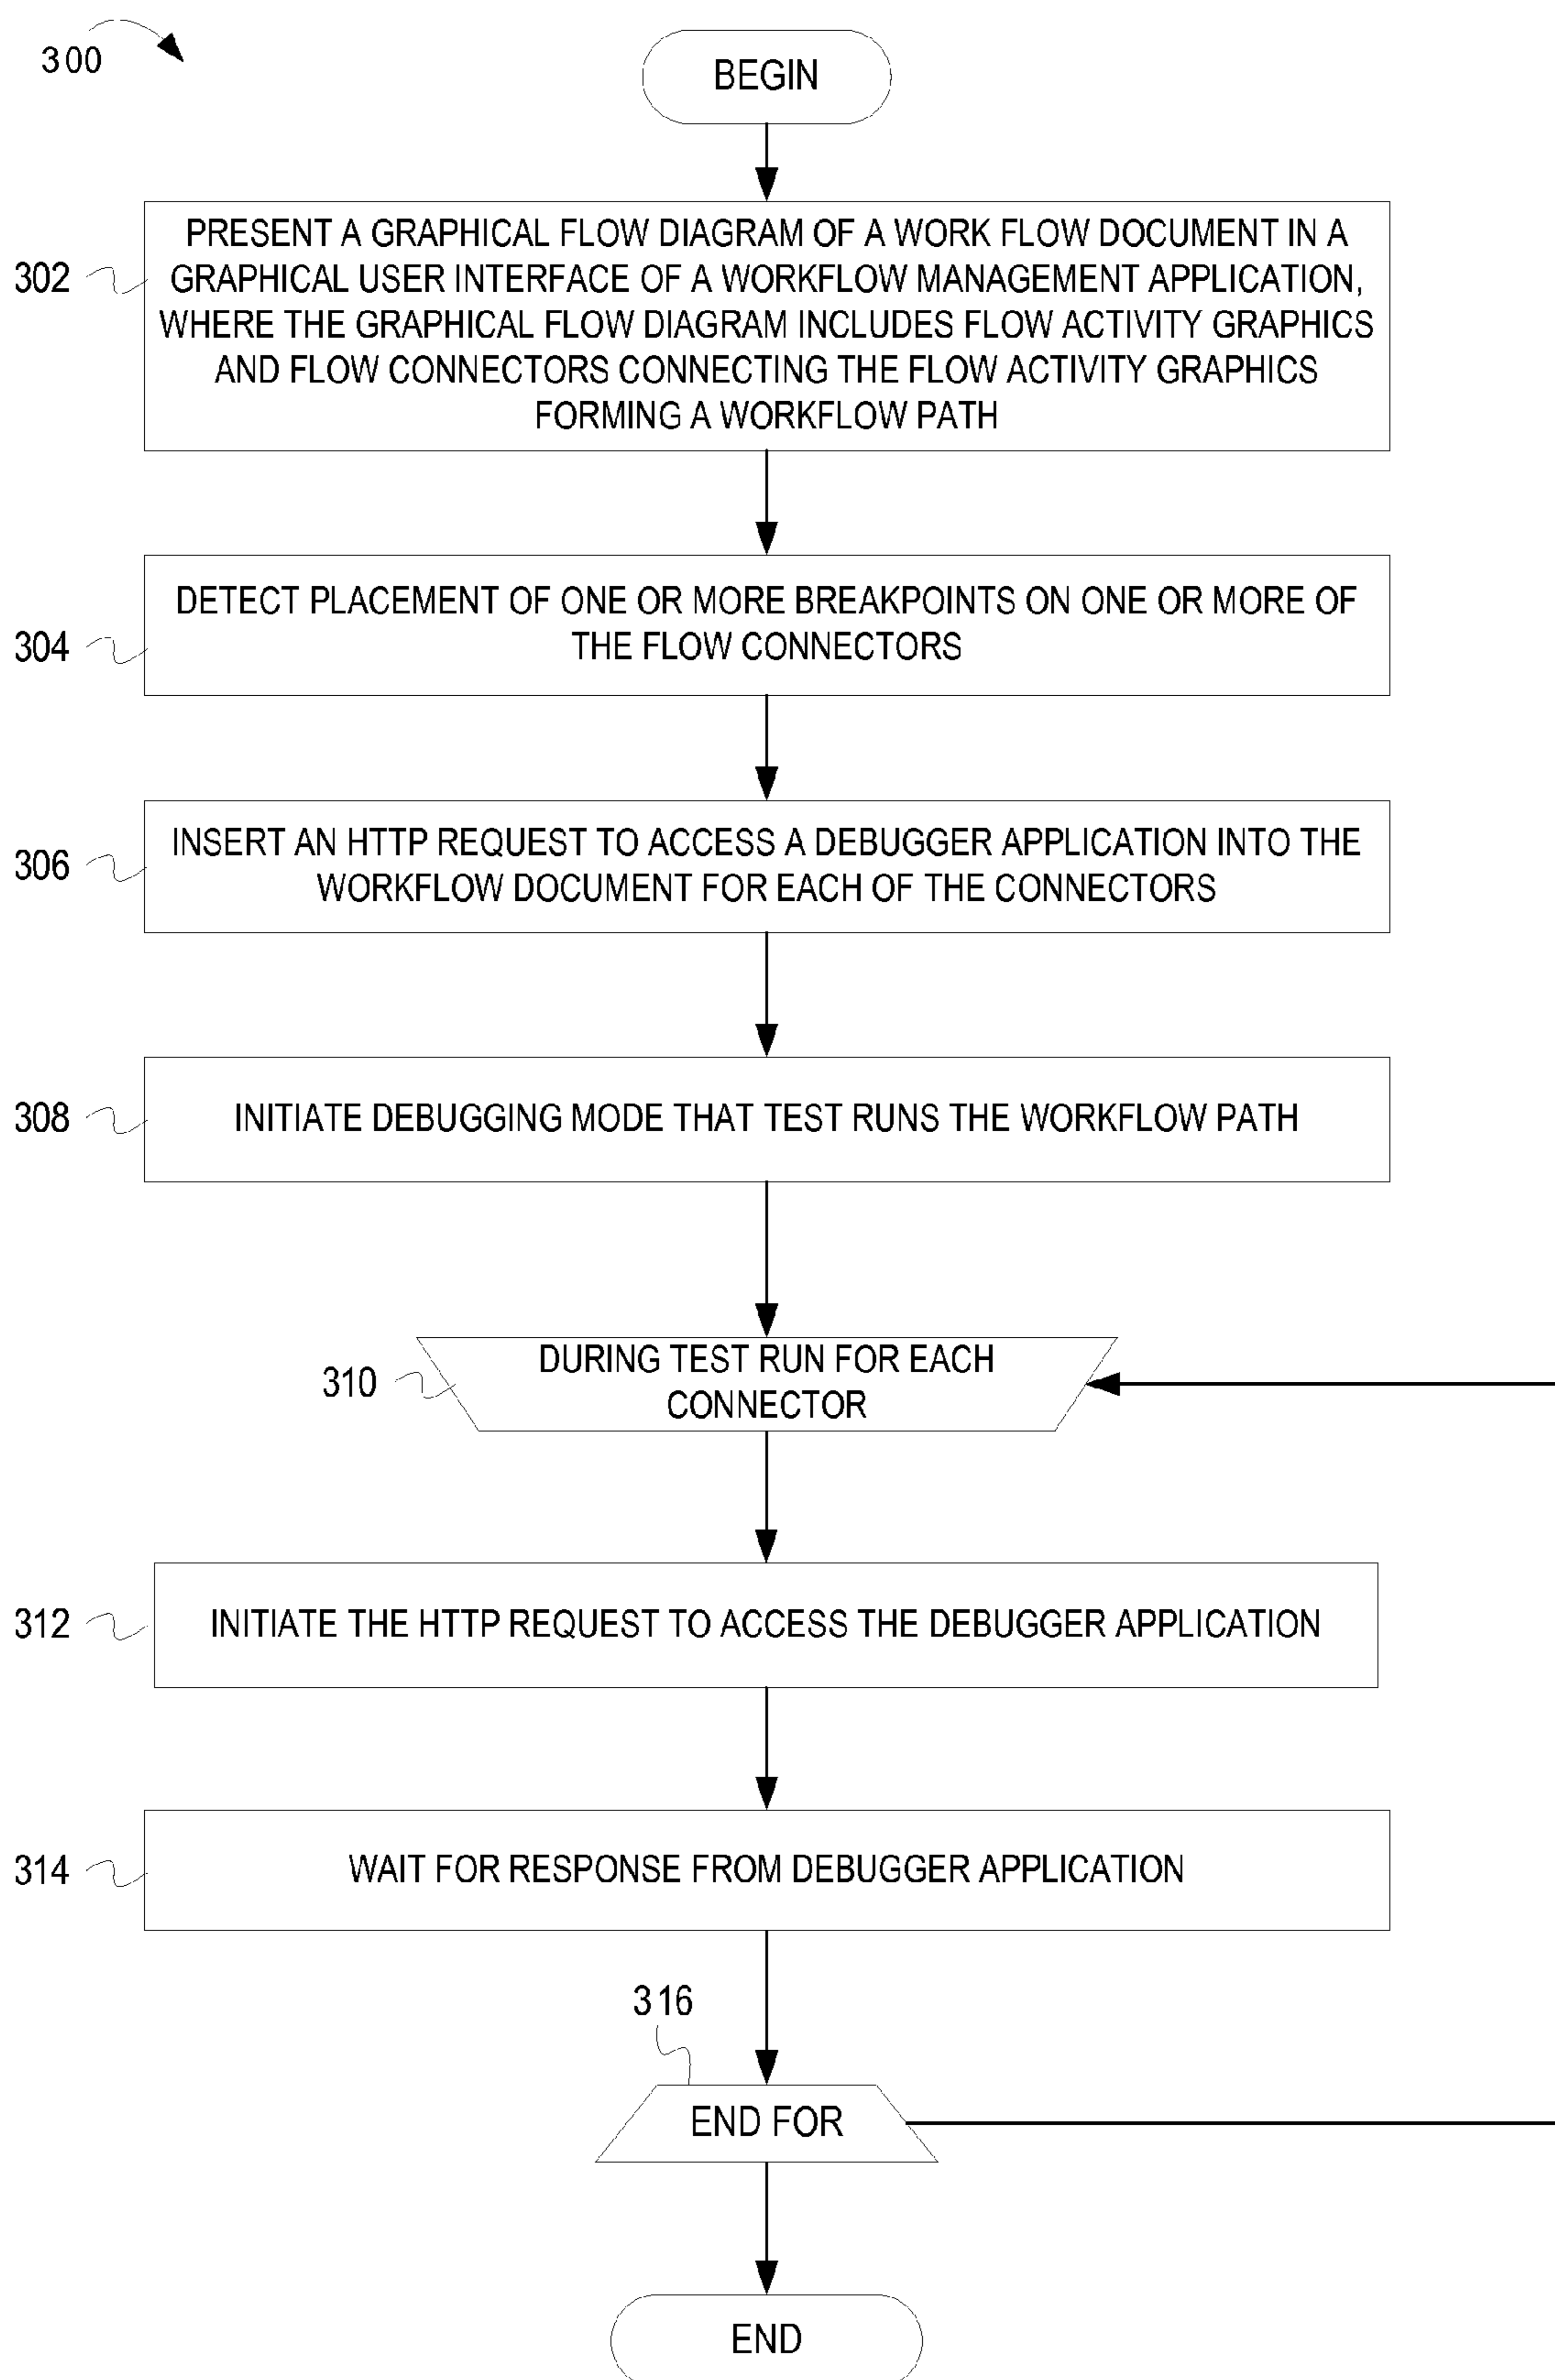 300
BEGIN
302
PRESENT A GRAPHICAL FLOW DIAGRAM OF A WORK FLOW DOCUMENT IN A
GRAPHICAL USER INTERFACE OF A WORKFLOW MANAGEMENT APPLICATION,
WHERE THE GRAPHICAL FLOW DIAGRAM INCLUDES FLOW ACTIVITY GRAPHICS
AND FLOW CONNECTORS CONNECTING THE FLOW ACTIVITY GRAPHICS
FORMING A WORKFLOW PATH
304
DETECT PLACEMENT OF ONE OR MORE BREAKPOINTS ON ONE OR MORE OF
THE FLOW CONNECTORS
306
INSERT AN HTTP REQUEST TO ACCESS A DEBUGGER APPLICATION INTO THE
WORKFLOW DOCUMENT FOR EACH OF THE CONNECTORS
308
INITIATE DEBUGGING MODE THAT TEST RUNS THE WORKFLOW PATH
310
DURING TEST RUN FOR EACH
CONNECTOR
312
INITIATE THE HTTP REQUEST TO ACCESS THE DEBUGGER APPLICATION
314
WAIT FOR RESPONSE FROM DEBUGGER APPLICATION
316
END FOR
END